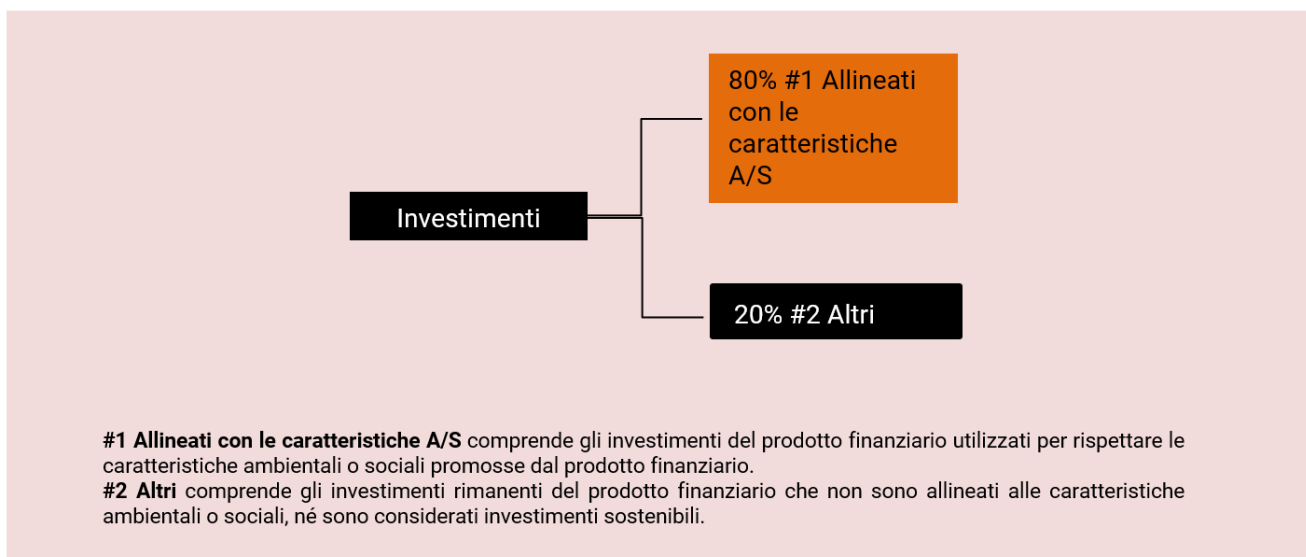 80% #1 Allineati
con le
caratteristiche
A/S
Investimenti
20% #2 Altri
#1 Allineati con le caratteristiche A/S comprende gli investimenti del prodotto finanziario utilizzati per rispettare le
caratteristiche ambientali o sociali promosse dal prodotto finanziario.
#2 Altri comprende gli investimenti rimanenti del prodotto finanziario che non sono allineati alle caratteristiche
ambientali o sociali, né sono considerati investimenti sostenibili.